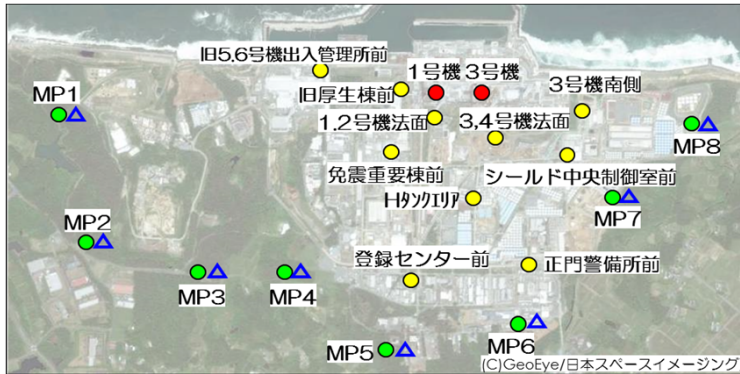 旧5.6号機出入管理所前
1号機
3号機
MP1
旧厚生棟前
3号機南側
1.2号機法面
3,4号機法面
MP8
免震重要棟前
シールド中央制御室前
Hタンクエリア
MP7
MP2
登録センター前
正門警備所前
MP3
MP4
MP6
MP5
(C)GeoEye/日本スペースイメージング